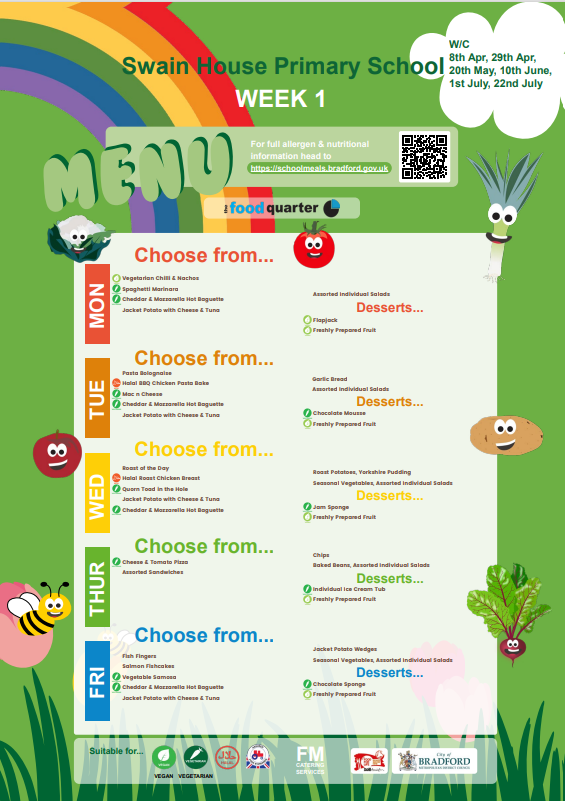 Swain House Primary School
WEEK 1
W/C
8th Apr, 29th Apr,
20th May, 10th June,
1st July, 22nd July
MENU
For full allergen & nutritional
information head to
https://schoolmeals.bradford.gov.uk
the food quarter
MON
Choose from...
Vegetarian Chilli & Nachos
Spaghetti Marinara
Cheddar & Mozzarella Hot Baguette
Jacket Potato with Cheese & Tuna
Assorted Individual Salads
Desserts...
Flapjack
Freshly Prepared Fruit
TUE
Choose from...
Pasta Bolognaise
Halal BBQ Chicken Pasta Bake
Mac n Cheese
Cheddar & Mozzarella Hot Baguette
Jacket Potato with Cheese & Tuna
Garlic Bread
Assorted Individual Salads
Desserts...
Chocolate Mousse
Freshly Prepared Fruit
WED
Choose from...
Roast of the Day
Halal Roast Chicken Breast
Quorn Toad in the Hole
Jacket Potato with Cheese & Tuna
Cheddar & Mozzarella Hot Baguette
Roast Potatoes, Yorkshire Pudding
Seasonal Vegetables, Assorted Individual Salads
Desserts...
Jam Sponge
Freshly Prepared Fruit
THUR
Choose from...
Cheese & Tomato Pizza
Assorted Sandwiches
Chips
Baked Beans, Assorted Individual Salads
Desserts...
Individual Ice Cream Tub
Freshly Prepared Fruit
FRI
Choose from...
Fish Fingers
Salmon Fishcakes
Vegetable Samosa
Cheddar & Mozzarella Hot Baguette
Jacket Potato with Cheese & Tuna
Jacket Potato Wedges
Seasonal Vegetables, Assorted Individual Salads
Desserts...
Chocolate Sponge
Freshly Prepared Fruit
Suitable for...
VEGAN
VEGETARIAN
VEGAN VEGETARIAN
FM
CATERING
SERVICES
City of
BRADFORD
METROPOLITAN DISTRICT COUNCIL